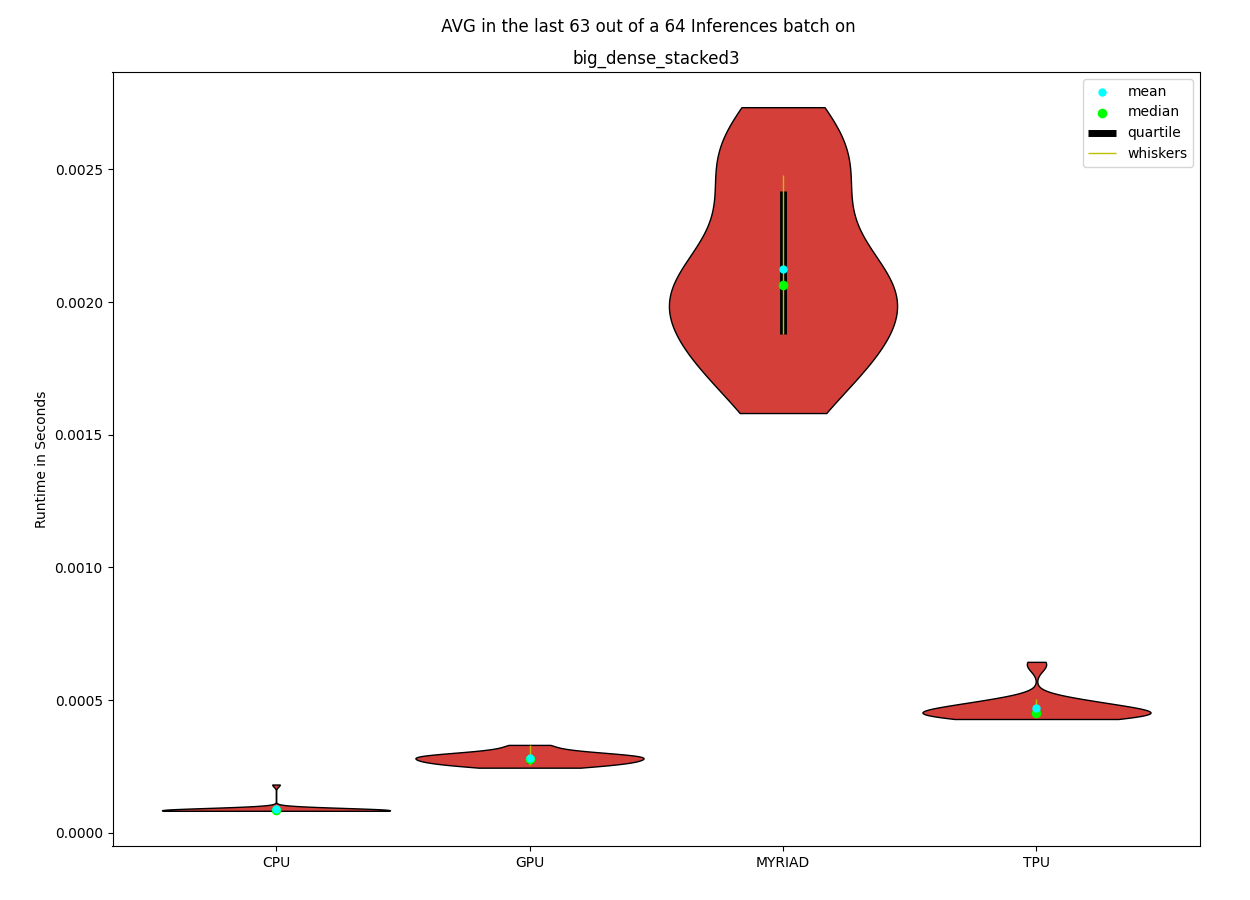 AVG in the last 63 out of a 64 Inferences batch on
big_dense_stacked3
mean
median
quartile
whiskers
Runtime in Seconds
0.0025
0.0020
0.0015
0.0010
0.0005
0.0000
CPU
GPU
MYRIAD
TPU